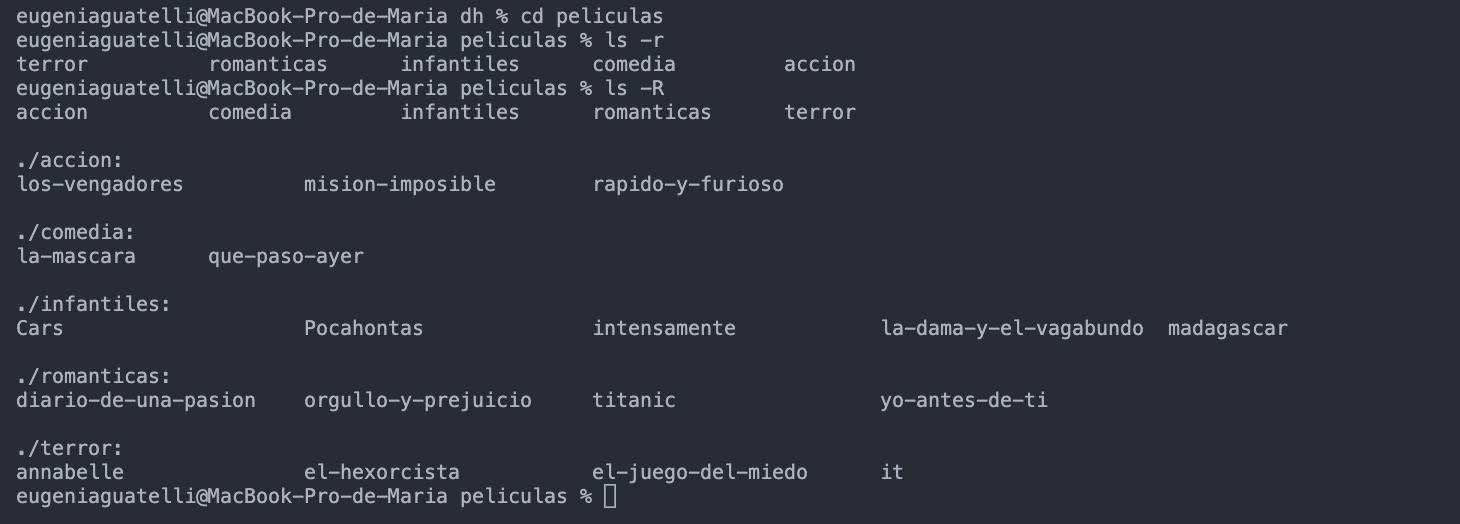 eugeniaguatelli@MacBook-Pro-de-Maria dh % cd peliculas
eugeniaguatelli@MacBook-Pro-de-Maria peliculas % ls -r
terror romanticas infantiles comedia accion
eugeniaguatelli@MacBook-Pro-de-Maria peliculas % ls -R
accion comedia infantiles romanticas terror
./accion:
los-vengadores mision-imposible rapido-y-furioso
./comedia:
la-mascara que-paso-ayer
./infantiles:
Cars Pocahontas intensamente la-dama-y-el-vagabundo madagascar
./romanticas:
diario-de-una-pasion orgullo-y-prejuicio titanic yo-antes-de-ti
./terror:
annabelle el-hexorcista el-juego-del-miedo it
eugeniaguatelli@MacBook-Pro-de-Maria peliculas %